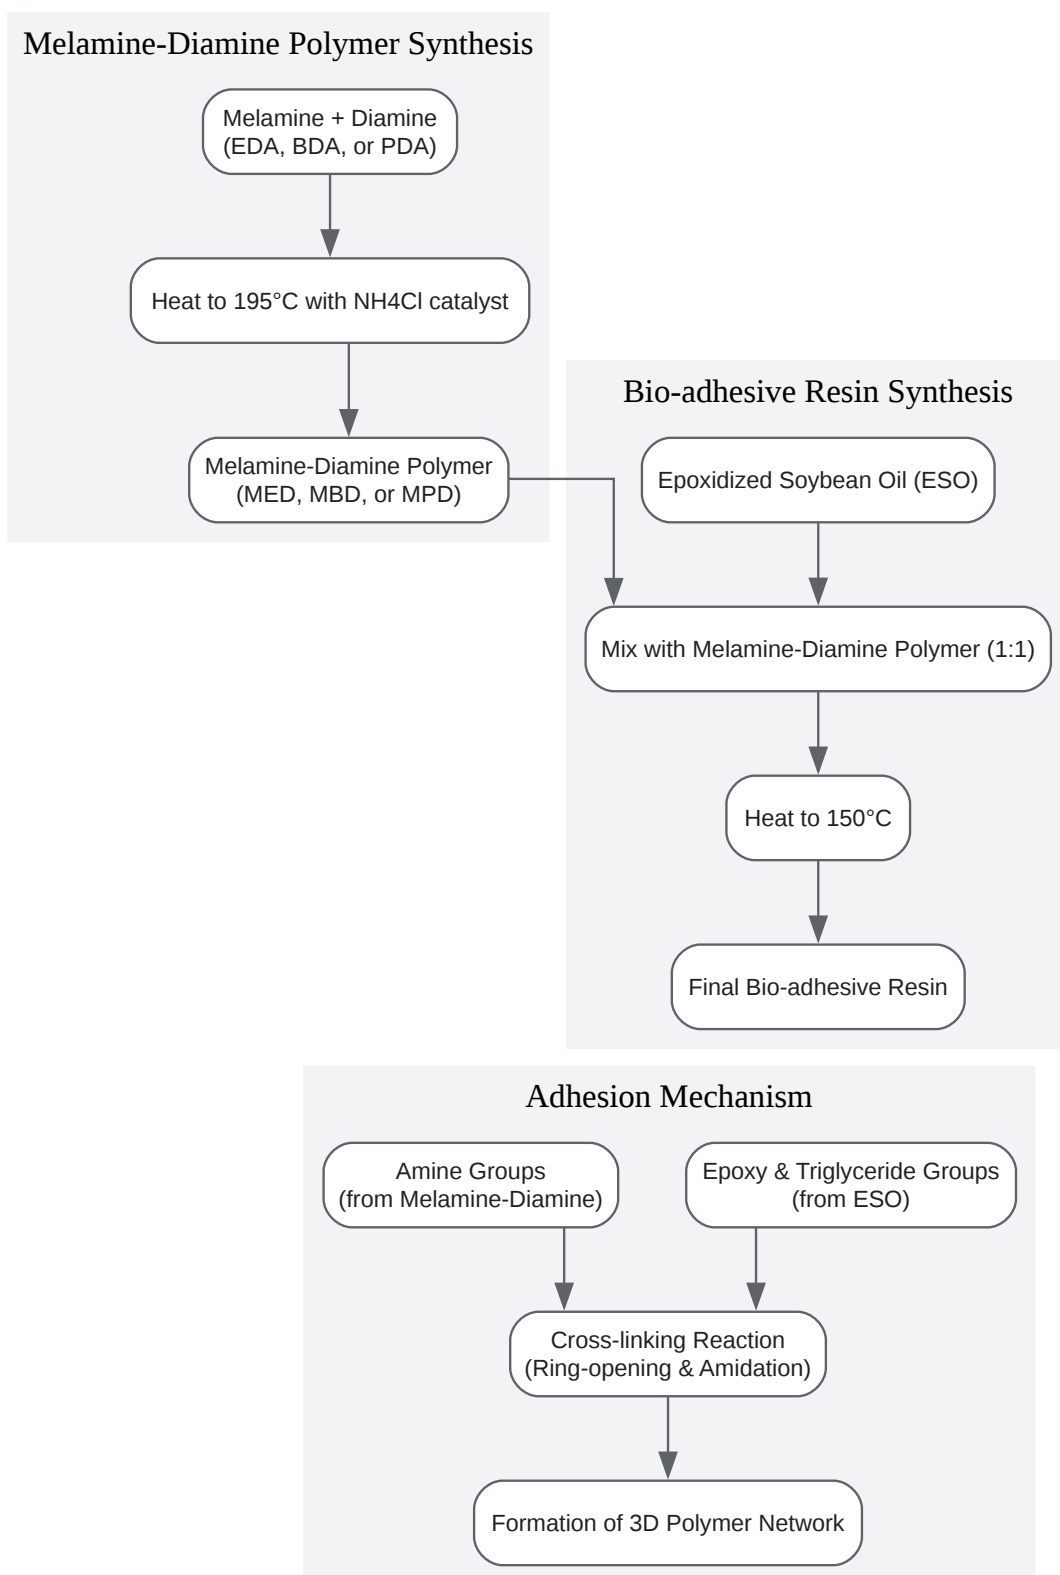 Melamine-Diamine Polymer Synthesis
Melamine + Diamine
(EDA, BDA, or PDA)
Heat to 195°C with NH4Cl catalyst
Melamine-Diamine Polymer
(MED, MBD, or MPD)
Bio-adhesive Resin Synthesis
Epoxidized Soybean Oil (ESO)
Mix with Melamine-Diamine Polymer (1:1)
Heat to 150°C
Final Bio-adhesive Resin
Adhesion Mechanism
Amine Groups
(from Melamine-Diamine)
Epoxy & Triglyceride Groups
(from ESO)
Cross-linking Reaction
(Ring-opening & Amidation)
Formation of 3D Polymer Network